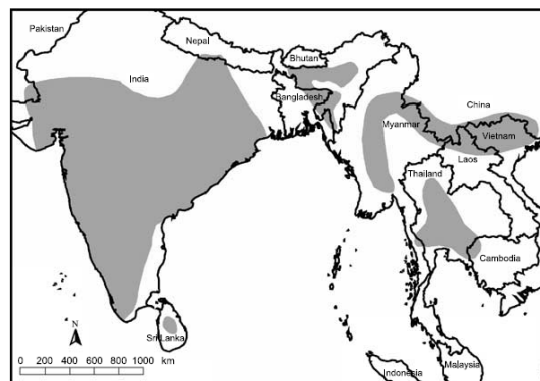 Pakistan
Nepal
Bhutan
India
Bangladesh
China
Myanmar
Vietnam
Laos
Thailand
Cambodia
N
Sri Lanka
0 200 400 600 800 1000 km
Indonesia
Malaysia